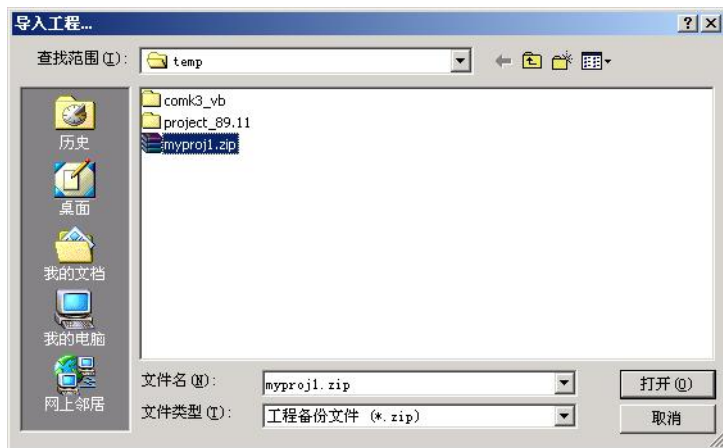 导入工程...
查找范围(I):
temp
历史
桌面
我的文档
我的电脑
网上邻居
comk3_vb
project_89.11
myproj1.zip
文件名(N):
myproj1.zip
打开(O)
文件类型(T):
工程备份文件 (*.zip)
取消